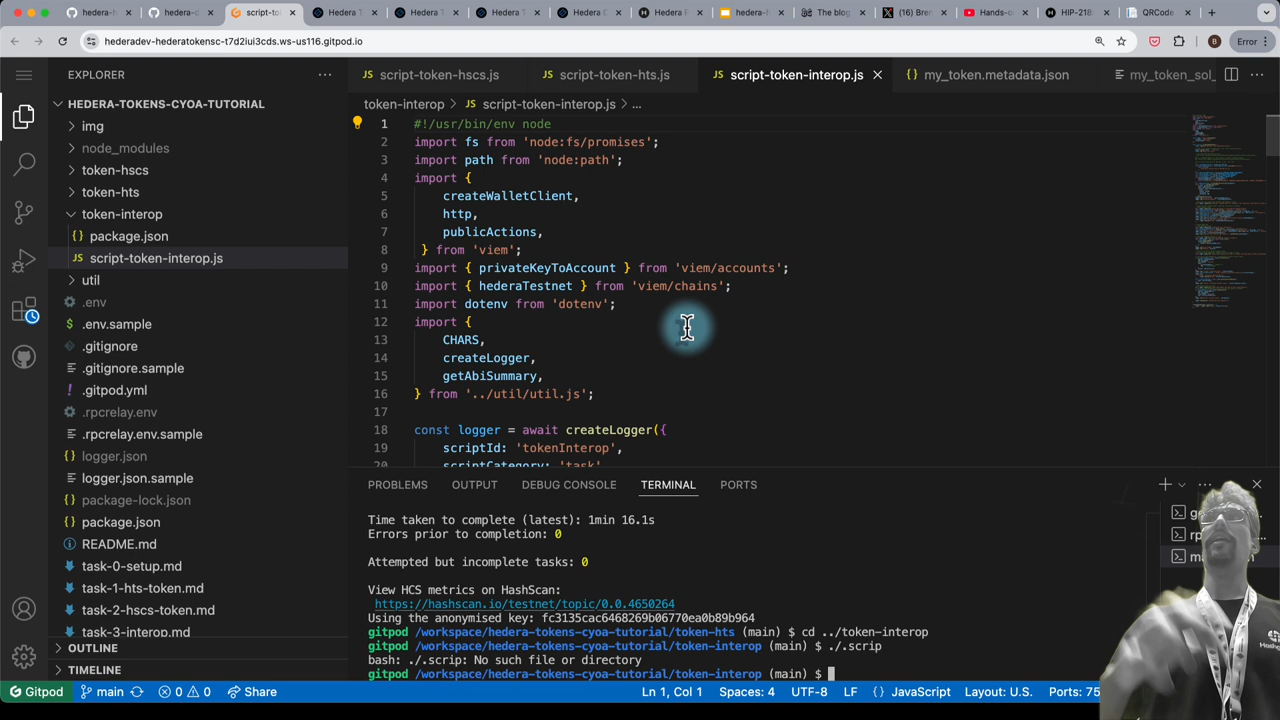 hedera-h
hedera-d
script-to
Hedera T
Hedera T
Hedera T
Hedera D
Hedera P
hedera-h
The blog
(16) Bren
Hands-o
HIP-218
QRCode
hederadev-hederatokensc-t7d2iui3cds.ws-us116.gitpod.io
Error
EXPLORER
HEDERA-TOKENS-CYOA-TUTORIAL
img
node_modules
token-hscs
token-hts
token-interop
package.json
script-token-interop.js
util
.env
.env.sample
.gitignore
.gitignore.sample
.gitpod.yml
.rpcrelay.env
.rpcrelay.env.sample
logger.json
logger.json.sample
package-lock.json
package.json
README.md
task-0-setup.md
task-1-hts-token.md
task-2-hscs-token.md
task-3-interop.md
OUTLINE
TIMELINE
script-token-hscs.js
script-token-hts.js
script-token-interop.js
my_token.metadata.json
my_token_sol_
token-interop > script-token-interop.js > ...
1 #!/usr/bin/env node
2 import fs from 'node:fs/promises';
3 import path from 'node:path';
4 import {
5 createWalletClient,
6 http,
7 publicActions,
8 } from 'viem';
9 import { privateKeyToAccount } from 'viem/accounts';
10 import { hederaTestnet } from 'viem/chains';
11 import dotenv from 'dotenv';
12 import {
13 CHARS,
14 createLogger,
15 getAbiSummary,
16 } from '../util/util.js';
17
18 const logger = await createLogger({
19 scriptId: 'tokenInterop',
20 scriptCategory: 'task'
PROBLEMS OUTPUT DEBUG CONSOLE TERMINAL PORTS
Time taken to complete (latest): 1min 16.1s
Errors prior to completion: 0
Attempted but incomplete tasks: 0
View HCS metrics on HashScan:
https://hashscan.io/testnet/topic/0.0.4650264
Using the anonymised key: fc3135cac6468269b06770ea0b89b964
gitpod /workspace/hedera-tokens-cyoa-tutorial/token-hts (main) $ cd ../token-interop
gitpod /workspace/hedera-tokens-cyoa-tutorial/token-interop (main) $ ./.scrip
bash: ./.scrip: No such file or directory
gitpod /workspace/hedera-tokens-cyoa-tutorial/token-interop (main) $
Gitpod main 0 0 Share
Ln 1, Col 1 Spaces: 4 UTF-8 LF {} JavaScript Layout: U.S. Ports: 75